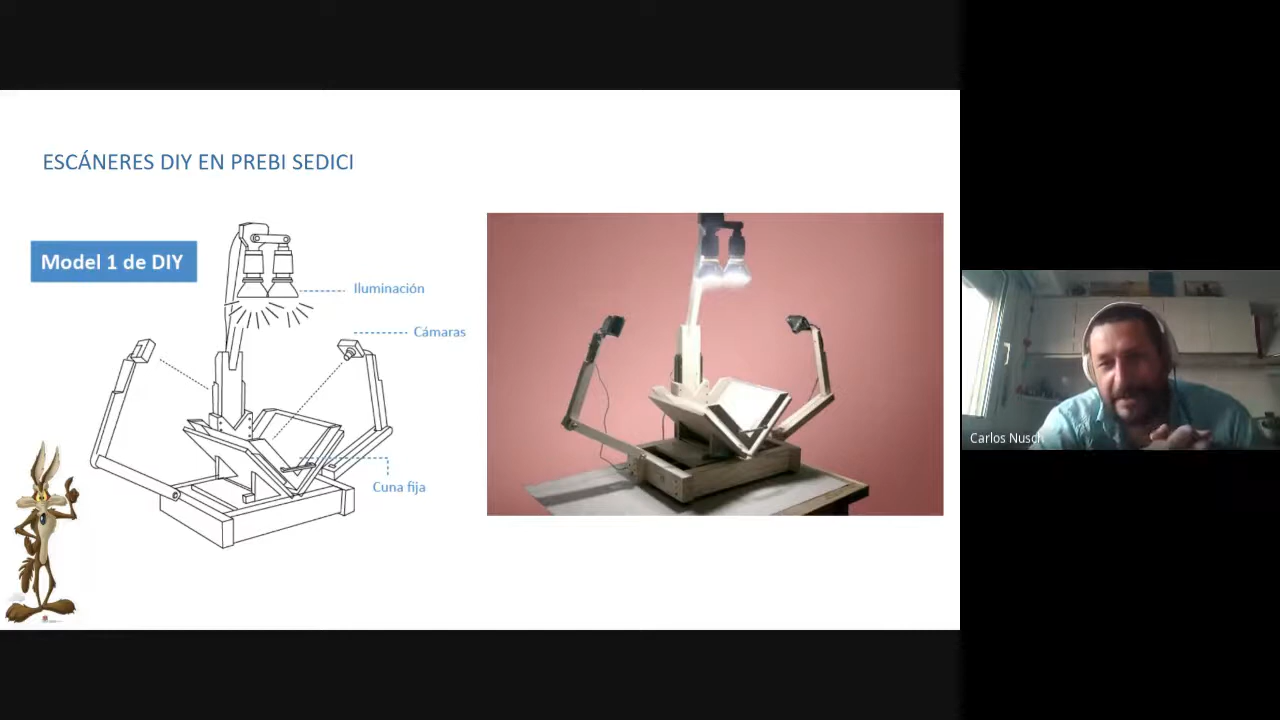 ESCÁNERES DIY EN PREBI SEDICI
Model 1 de DIY
Iluminación
Cámaras
Cuna fija
Carlos Nusch